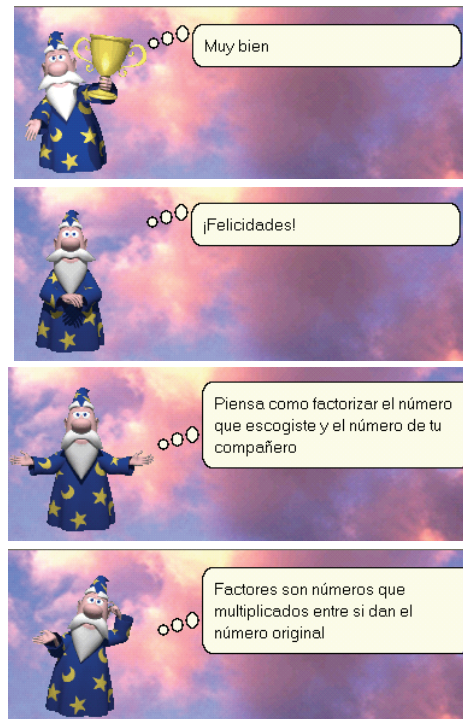 Muy bien
¡Felicidades!
Piensa como factorizar el número
que escogiste y el número de tu
compañero
Factores son números que
multiplicados entre si dan el
número original